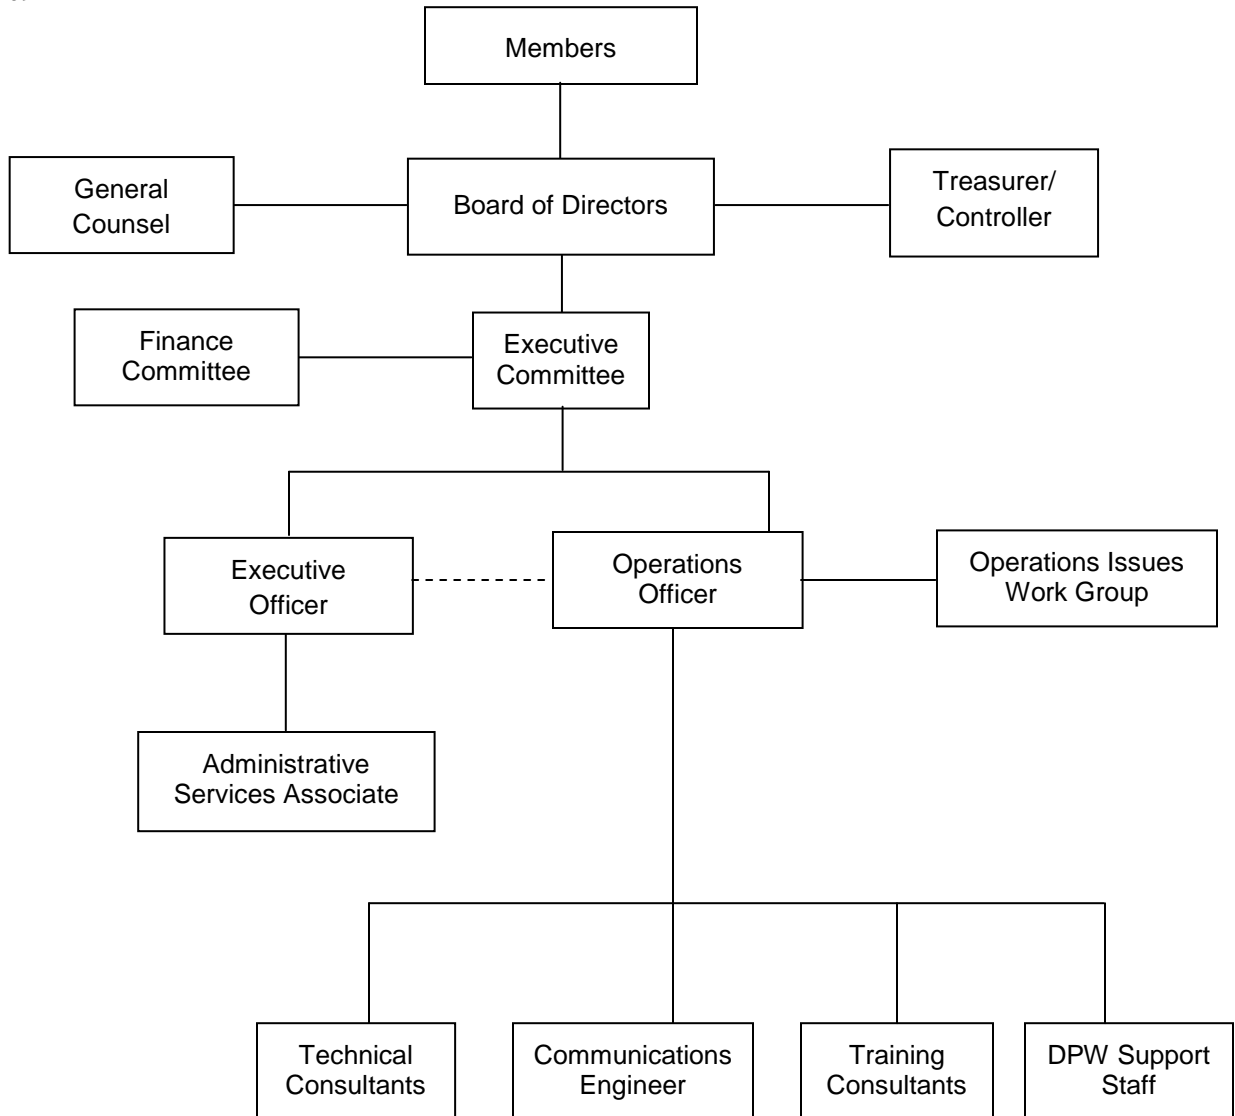 Members
General
Counsel
Board of Directors
Treasurer/
Controller
Finance
Committee
Executive
Committee
Executive
Officer
Operations
Officer
Operations Issues
Work Group
Administrative
Services Associate
Technical
Consultants
Communications
Engineer
Training
Consultants
DPW Support
Staff